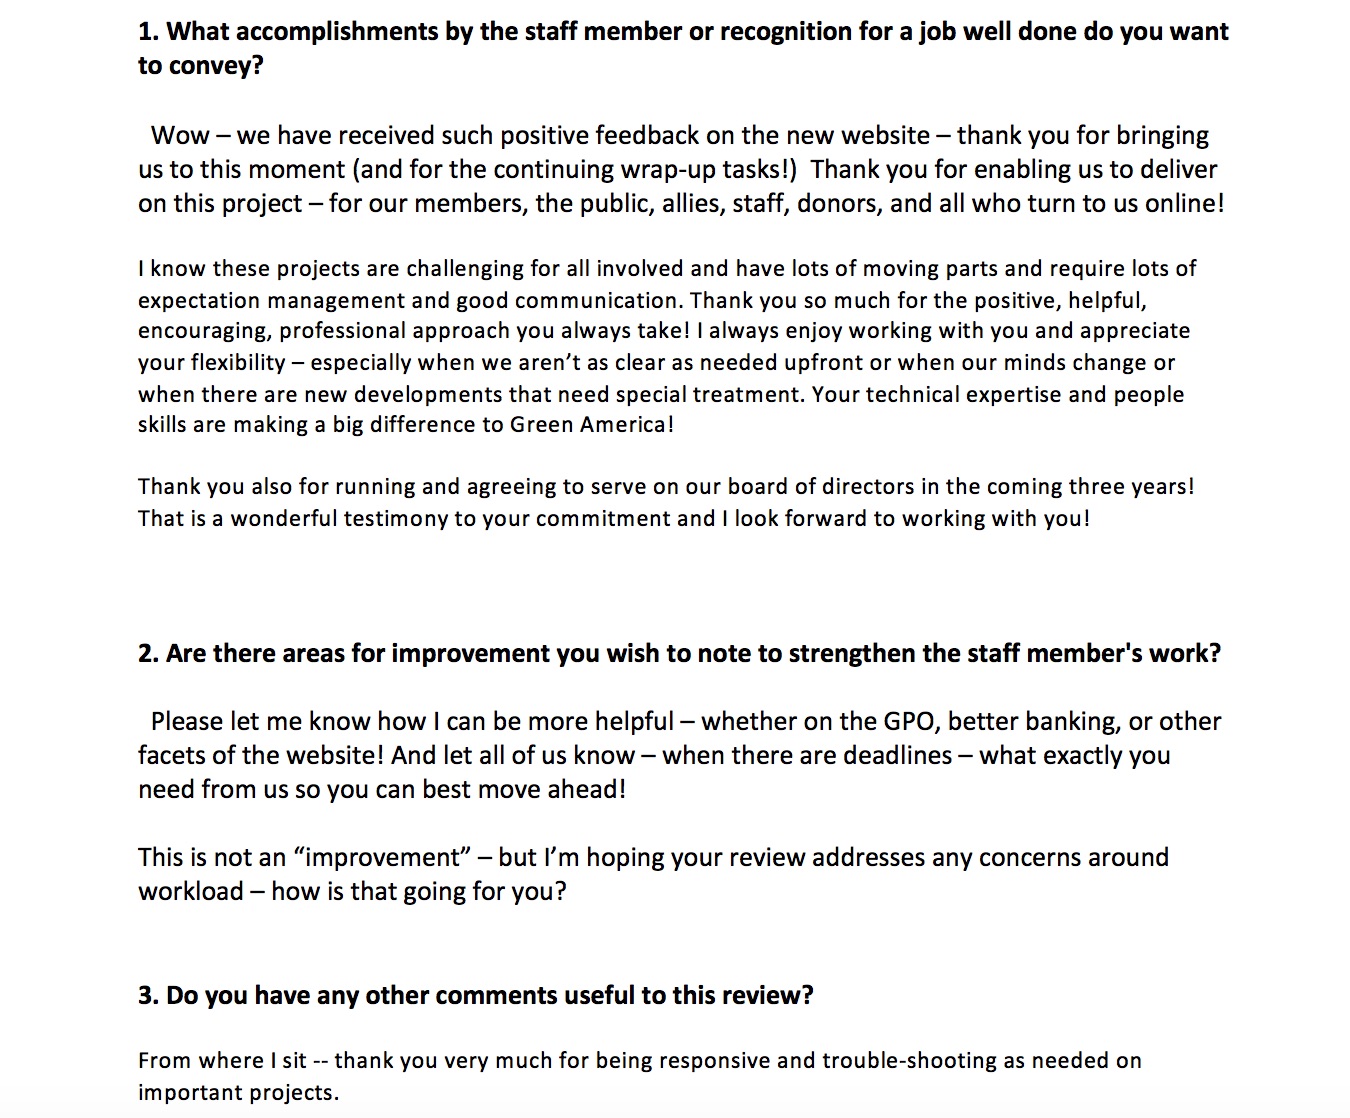 1. What accomplishments by the staff member or recognition for a job well done do you want
to convey?
Wow – we have received such positive feedback on the new website – thank you for bringing
us to this moment (and for the continuing wrap-up tasks!)  Thank you for enabling us to deliver
on this project – for our members, the public, allies, staff, donors, and all who turn to us online!
I know these projects are challenging for all involved and have lots of moving parts and require lots of
expectation management and good communication. Thank you so much for the positive, helpful,
encouraging, professional approach you always take! I always enjoy working with you and appreciate
your flexibility – especially when we aren’t as clear as needed upfront or when our minds change or
when there are new developments that need special treatment. Your technical expertise and people
skills are making a big difference to Green America!
Thank you also for running and agreeing to serve on our board of directors in the coming three years!
That is a wonderful testimony to your commitment and I look forward to working with you!
2. Are there areas for improvement you wish to note to strengthen the staff member's work?
Please let me know how I can be more helpful – whether on the GPO, better banking, or other
facets of the website! And let all of us know – when there are deadlines – what exactly you
need from us so you can best move ahead!
This is not an “improvement” – but I’m hoping your review addresses any concerns around
workload – how is that going for you?
3. Do you have any other comments useful to this review?
From where I sit -- thank you very much for being responsive and trouble-shooting as needed on
important projects.